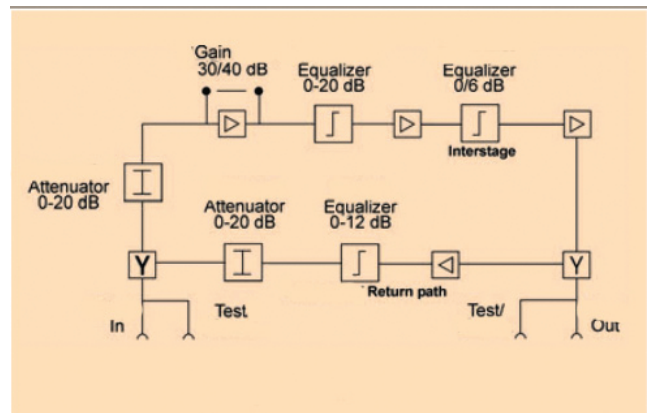 Gain
30/40 dB
Equalizer
0-20 dB
Equalizer
0/6 dB
Interstage
Attenuator
0-20 dB
Attenuator
0-20 dB
Equalizer
0-12 dB
Y
Y
Return path
In
Test
Test/
Out